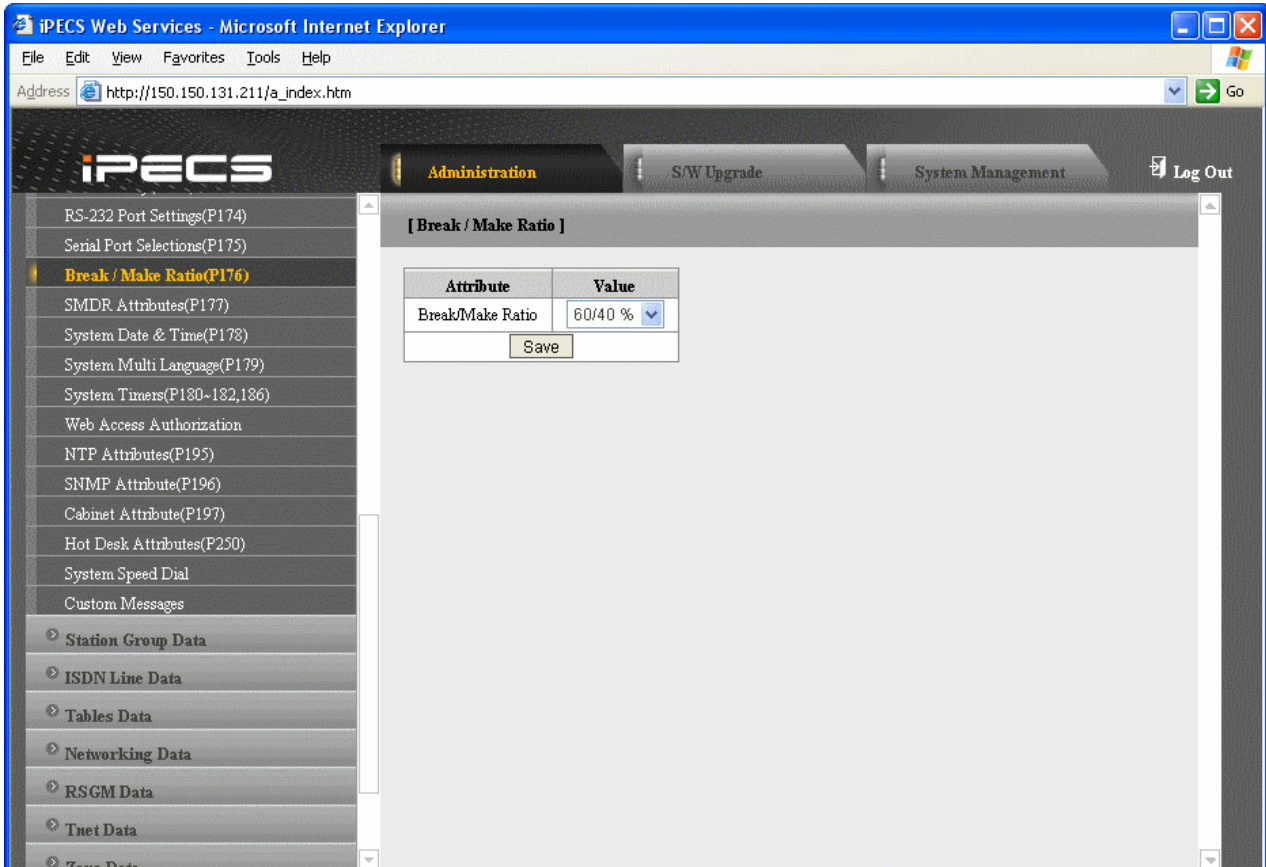 iPECS Web Services - Microsoft Internet Explorer
File Edit View Favorites Tools Help
Address http://150.150.131.211/a_index.htm Go
iPECS
Administration S/W Upgrade System Management Log Out
RS-232 Port Settings(P174)
Serial Port Selections(P175)
Break / Make Ratio(P176)
SMDR Attributes(P177)
System Date & Time(P178)
System Multi Language(P179)
System Timers(P180~182,186)
Web Access Authorization
NTP Attributes(P195)
SNMP Attribute(P196)
Cabinet Attribute(P197)
Hot Desk Attributes(P250)
System Speed Dial
Custom Messages
Station Group Data
ISDN Line Data
Tables Data
Networking Data
RSGM Data
Tnet Data
Zone Data
[ Break / Make Ratio ]
Attribute Value
Break/Make Ratio 60/40 %
Save